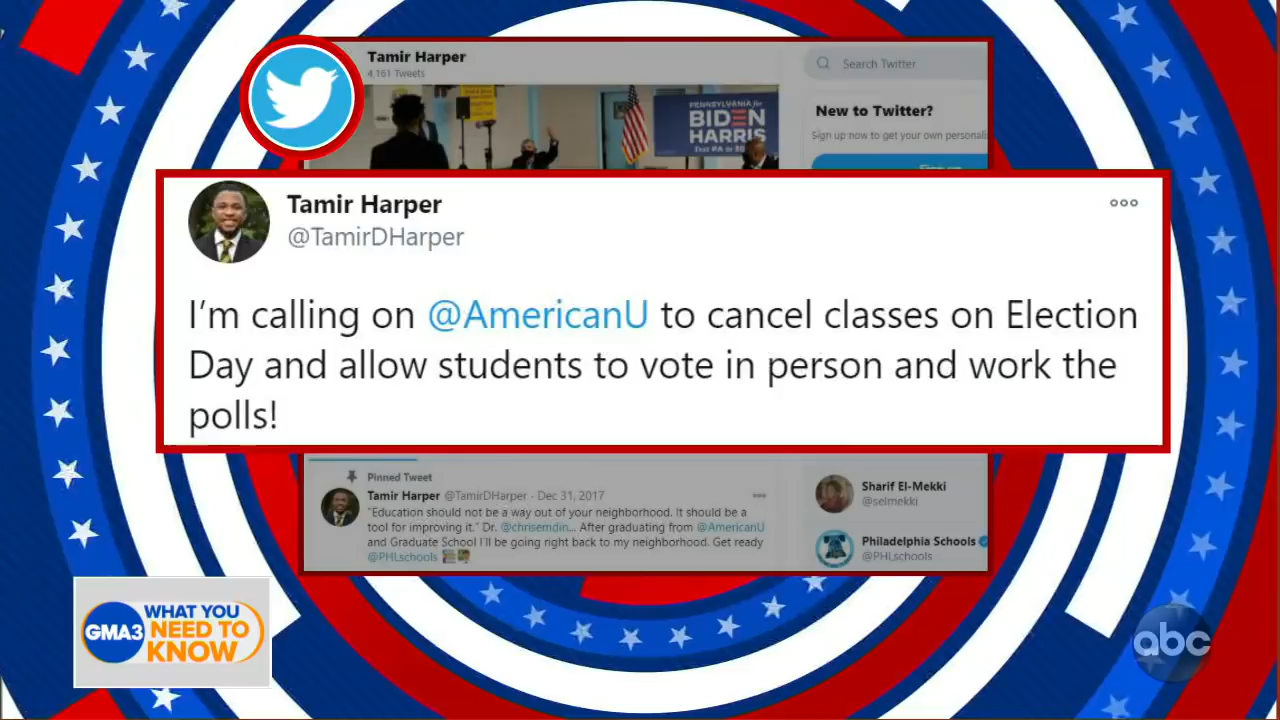 Tamir Harper
4,161 Tweets
Search Twitter
New to Twitter?
Sign up now to get your own personali
PENNSYLVANIA for
BIDEN
HARRIS
Text PA to 30
Tamir Harper
@TamirDHarper
I'm calling on @AmericanU to cancel classes on Election
Day and allow students to vote in person and work the
polls!
Pinned Tweet
Tamir Harper @TamirDHarper · Dec 31, 2017
"Education should not be a way out of your neighborhood. It should be a
tool for improving it." Dr. @chrisemdin... After graduating from @AmericanU
and Graduate School I'll be going right back to my neighborhood. Get ready
@PHLschools
Sharif El-Mekki
@selmekki
Philadelphia Schools
@PHLschools
GMA3
WHAT YOU
NEED TO
KNOW
abc